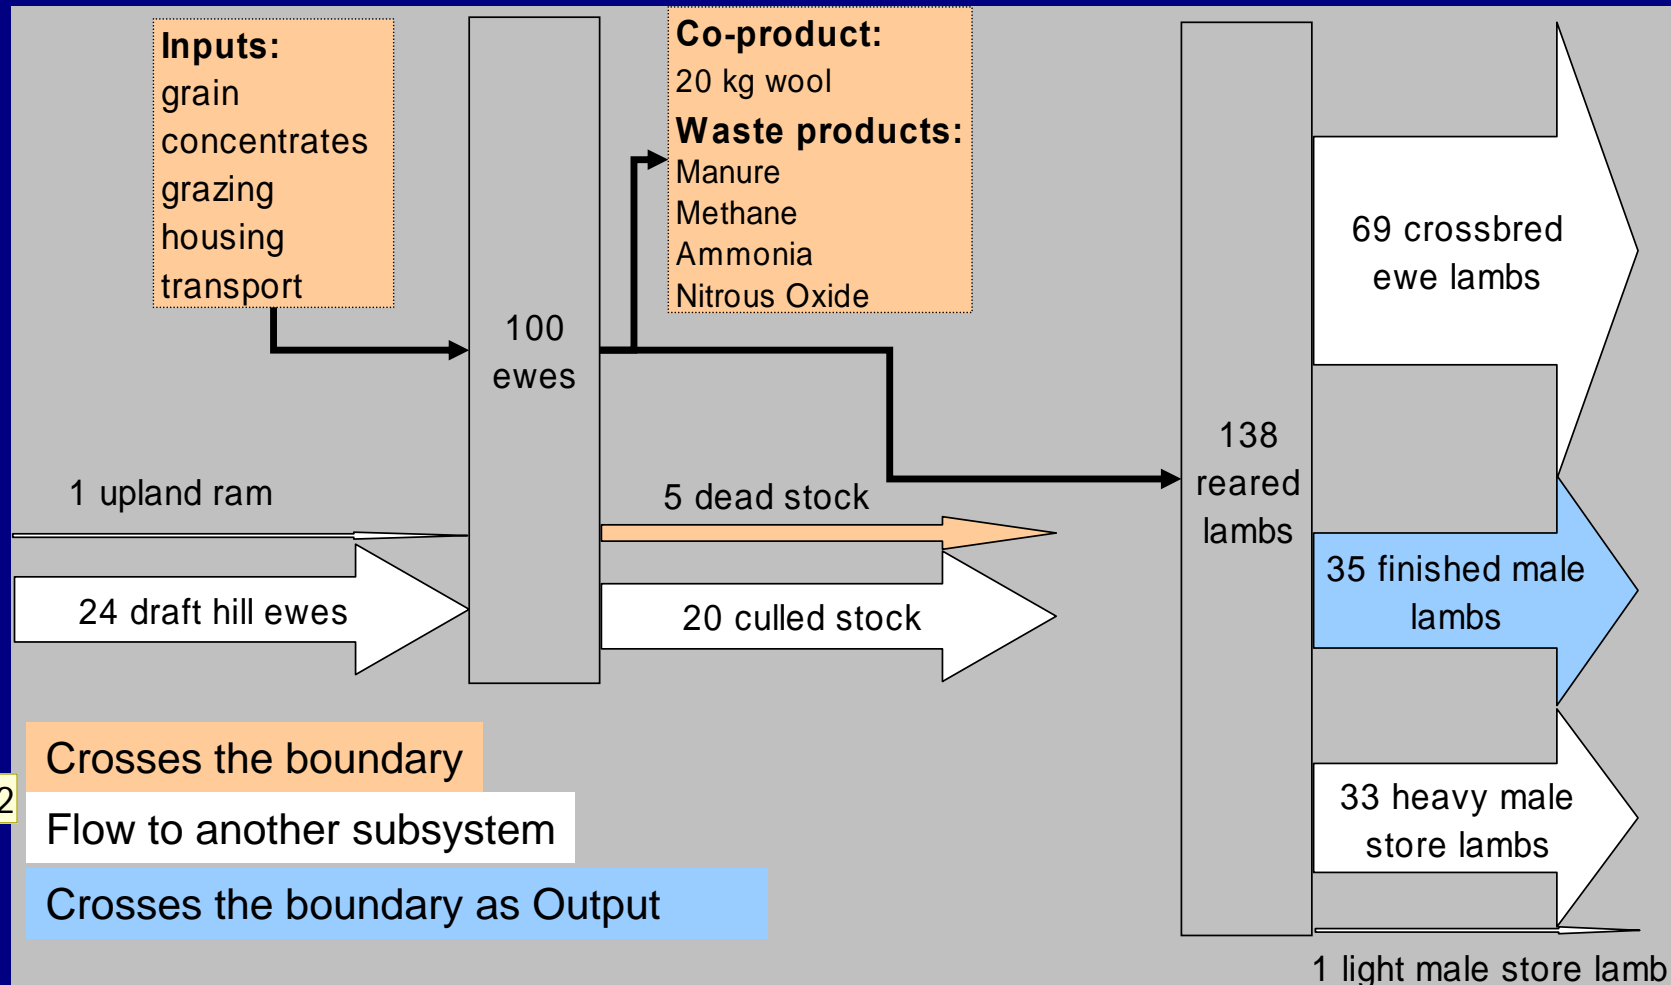 Inputs:
grain
concentrates
grazing
housing
transport
Co-product:
20 kg wool
Waste products:
Manure
Methane
Ammonia
Nitrous Oxide
100
ewes
1 upland ram
24 draft hill ewes
5 dead stock
20 culled stock
138
reared
lambs
69 crossbred
ewe lambs
35 finished male
lambs
33 heavy male
store lambs
1 light male store lamb
Crosses the boundary
2
Flow to another subsystem
Crosses the boundary as Output